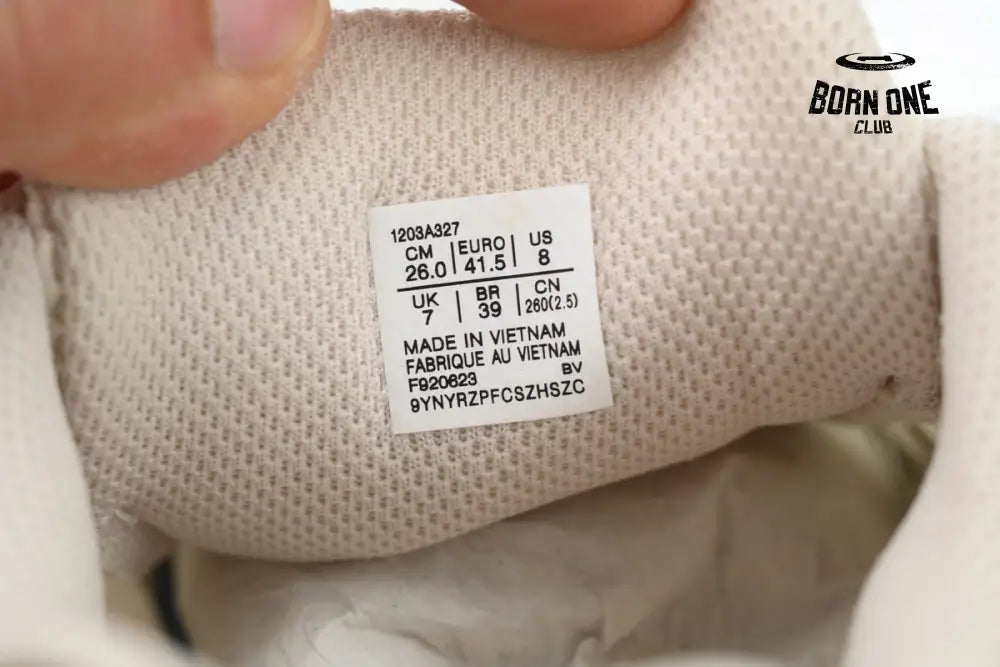 BORN ONE
CLUB
1203A327
CM | EURO | US
26.0 | 41.5 | 8
UK | BR | CN
7 | 39 | 260(2.5)
MADE IN VIETNAM
FABRIQUE AU VIETNAM
F920623 BV
9YNYRZPFCSZHSZC